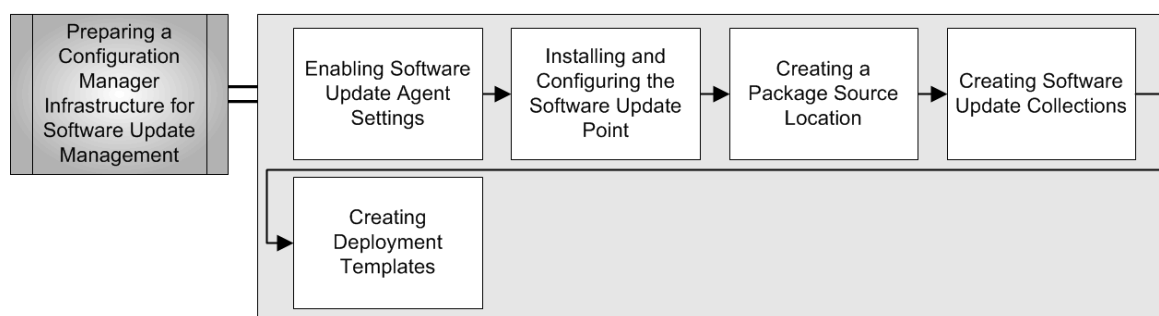 Preparing a
Configuration
Manager
Infrastructure for
Software Update
Management
Enabling Software
Update Agent
Settings
Installing and
Configuring the
Software Update
Point
Creating a
Package Source
Location
Creating Software
Update Collections
Creating
Deployment
Templates